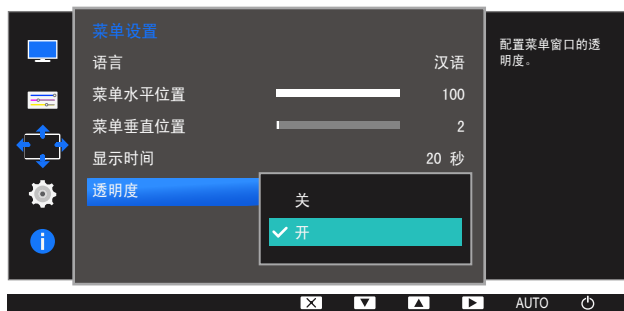 菜单设置
语言 汉语
菜单水平位置 100
菜单垂直位置 2
显示时间 20 秒
透明度
关
开
配置菜单窗口的透
明度。
AUTO